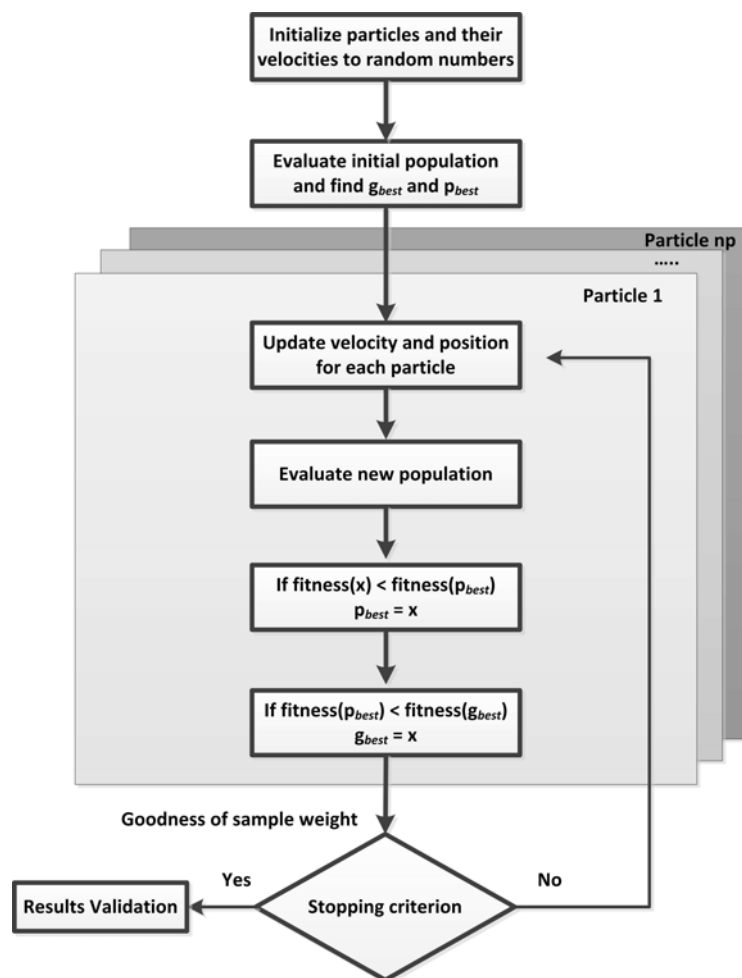 Initialize particles and their
velocities to random numbers
Evaluate initial population
and find gbest and pbest
Particle np
.....
Particle 1
Update velocity and position
for each particle
Evaluate new population
If fitness(x) < fitness(pbest)
pbest = x
If fitness(pbest) < fitness(gbest)
gbest = x
Goodness of sample weight
Yes
No
Results Validation
Stopping criterion